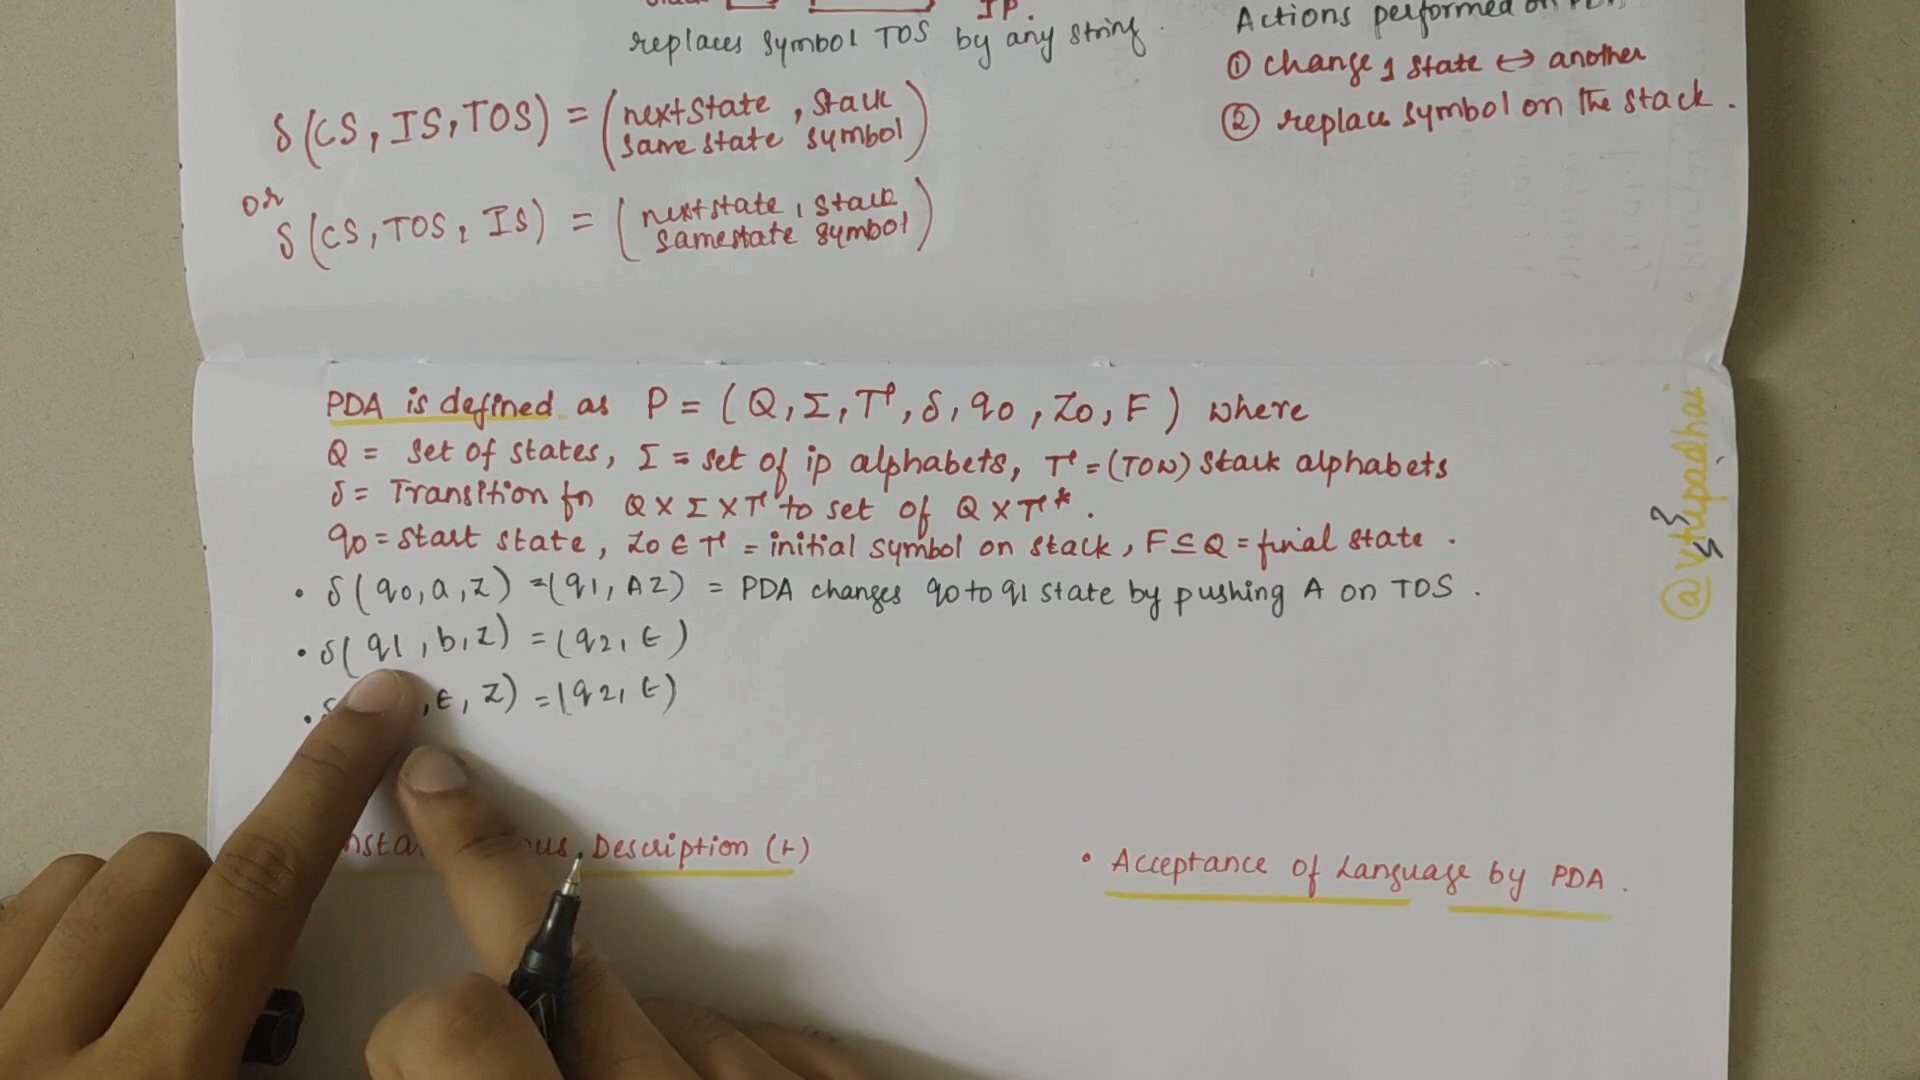 IP.
replaces symbol TOS by any string.
Actions performed on
① change 1 state ↔ another
② replace symbol on the stack.
δ(CS, IS, TOS) = (nextstate, stack
samestate symbol)
or
δ(CS, TOS, IS) = (nextstate, stack
samestate symbol)
PDA is defined as P = (Q, Σ, Γ, δ, q0, Z0, F) where
Q = set of states, Σ = set of ip alphabets, Γ = (TOW) stack alphabets
δ = Transition fn Q × Σ × Γ to set of Q × Γ*.
q0 = start state, Z0 ∈ Γ = initial symbol on stack, F ⊆ Q = final state.
• δ(q0, a, z) = (q1, AZ) = PDA changes q0 to q1 state by pushing A on TOS.
• δ(q1, b, z) = (q2, ε)
• , ε, z) = (q2, ε)
Description (⊢)
• Acceptance of Language by PDA.
@vtupadhai